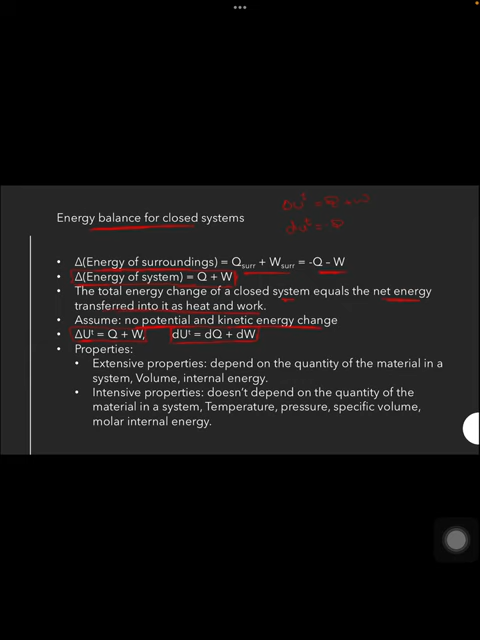 ΔUᵗ = Q + W
dUᵗ = Q
Energy balance for closed systems
• Δ(Energy of surroundings) = Qsurr + Wsurr = -Q – W
• Δ(Energy of system) = Q + W
• The total energy change of a closed system equals the net energy
transferred into it as heat and work.
• Assume: no potential and kinetic energy change
• ΔUᵗ = Q + W, dUᵗ = dQ + dW
• Properties:
• Extensive properties: depend on the quantity of the material in a
system, Volume, internal energy.
• Intensive properties: doesn't depend on the quantity of the
material in a system, Temperature, pressure, specific volume,
molar internal energy.